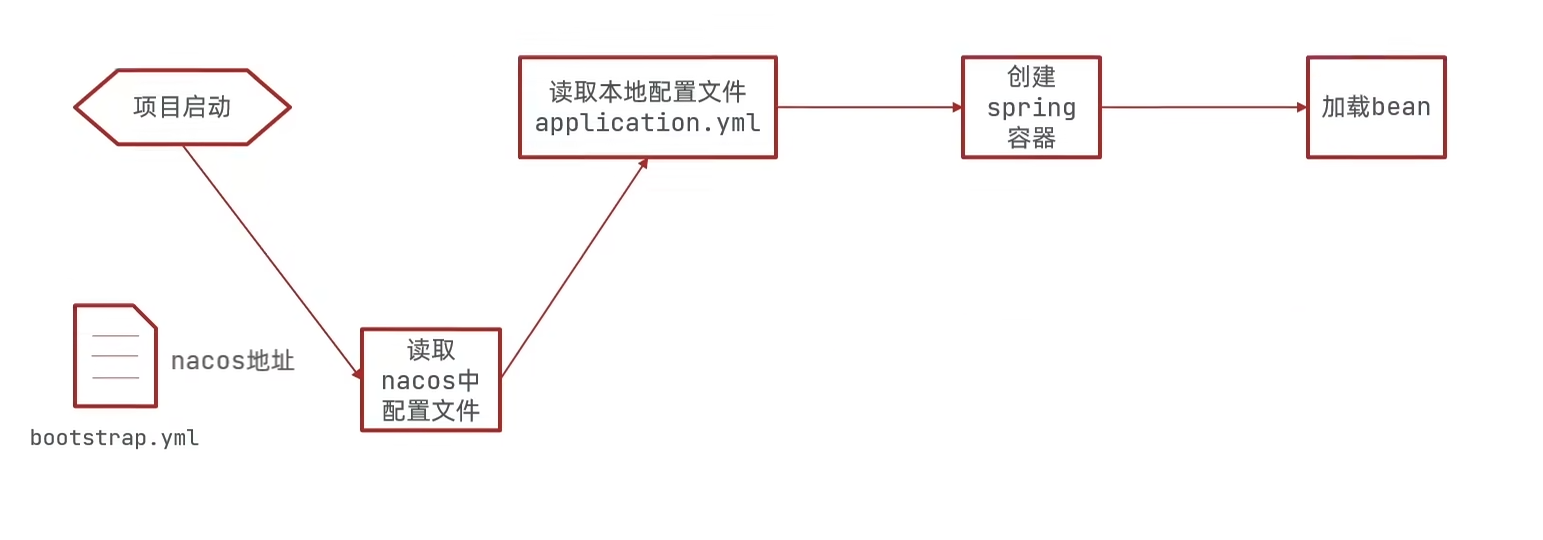 项目启动
读取本地配置文件
application.yml
创建
spring
容器
加载bean
nacos地址
bootstrap.yml
读取
nacos中
配置文件